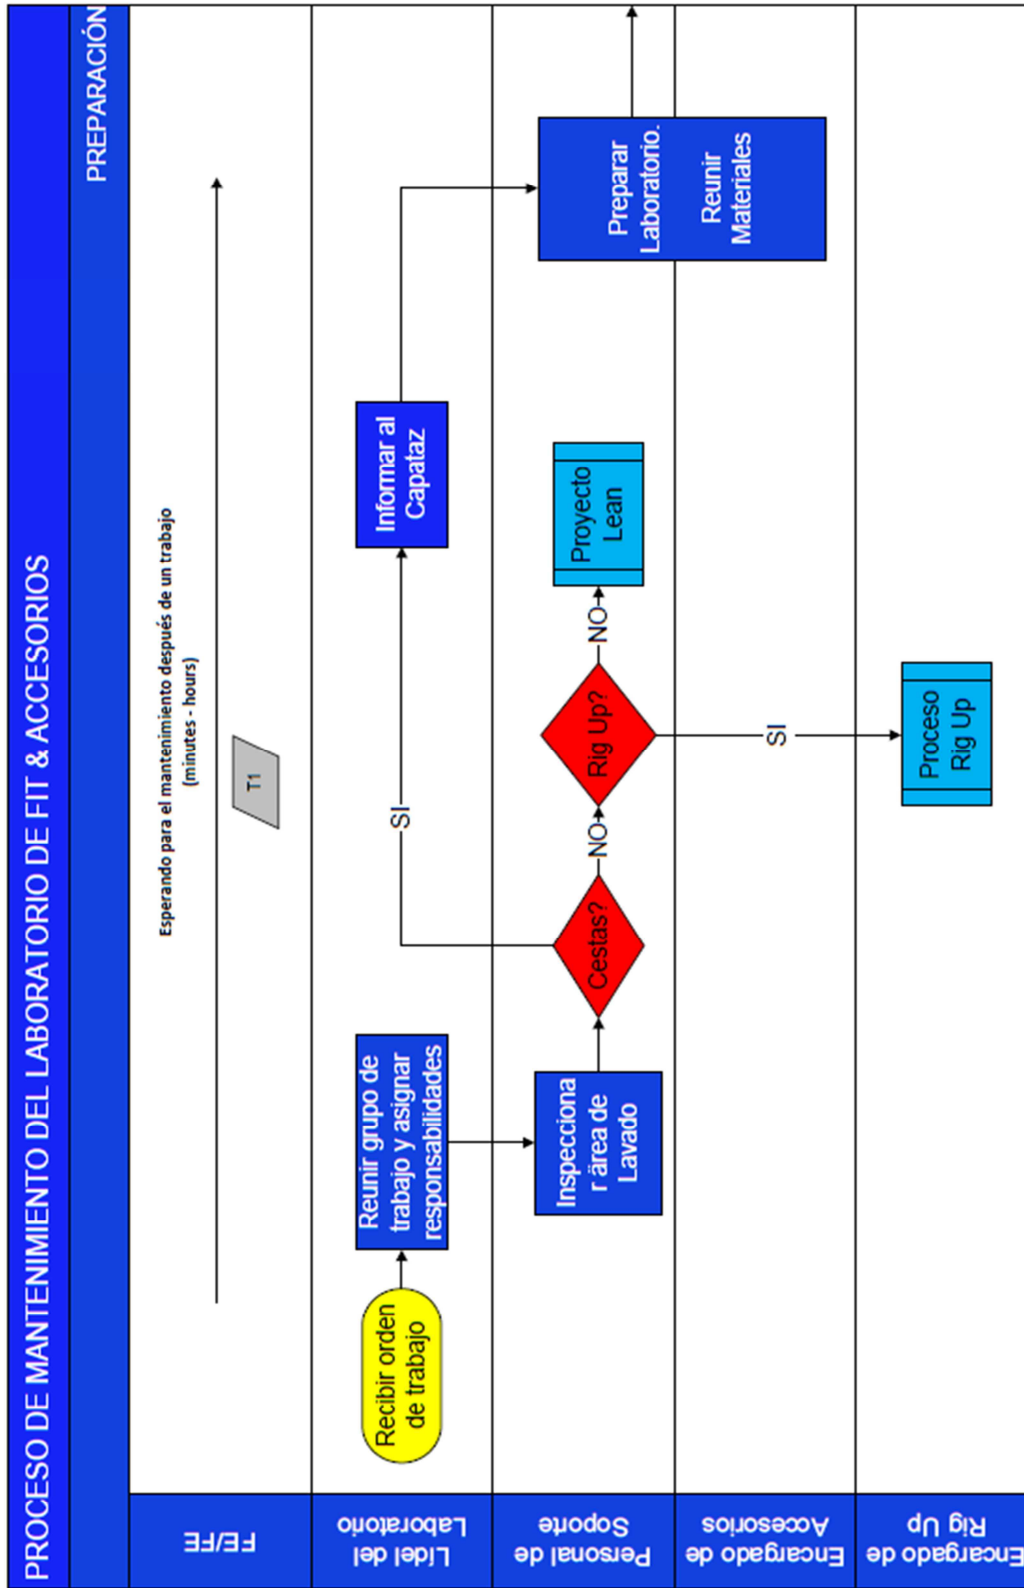 PROCESO DE MANTENIMIENTO DEL LABORATORIO DE FIT & ACCESORIOS
PREPARACIÓN
FE/FE
Esperando para el mantenimiento después de un trabajo
(minutes - hours)
T1
Lídel del
Laboratorio
Recibir orden
de trabajo
Reunir grupo de
trabajo y asignar
responsabilidades
SI
Informar al
Capataz
Personal de
Soporte
Inspecciona
r ärea de
Lavado
Cestas?
NO
Rig Up?
NO
Proyecto
Lean
Preparar
Laboratorio.
Reunir
Materiales
Encargado de
Accesorios
SI
Encargado de
Rig Up
Proceso
Rig Up